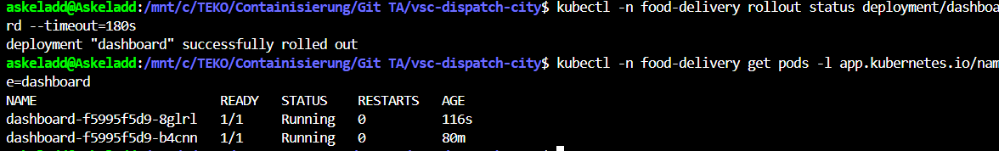 askeladd@Askeladd:/mnt/c/TEKO/Containisierung/Git TA/vsc-dispatch-city$ kubectl -n food-delivery rollout status deployment/dashboa
rd --timeout=180s
deployment "dashboard" successfully rolled out
askeladd@Askeladd:/mnt/c/TEKO/Containisierung/Git TA/vsc-dispatch-city$ kubectl -n food-delivery get pods -l app.kubernetes.io/nam
e=dashboard
NAME READY STATUS RESTARTS AGE
dashboard-f5995f5d9-8glrl 1/1 Running 0 116s
dashboard-f5995f5d9-b4cnn 1/1 Running 0 80m